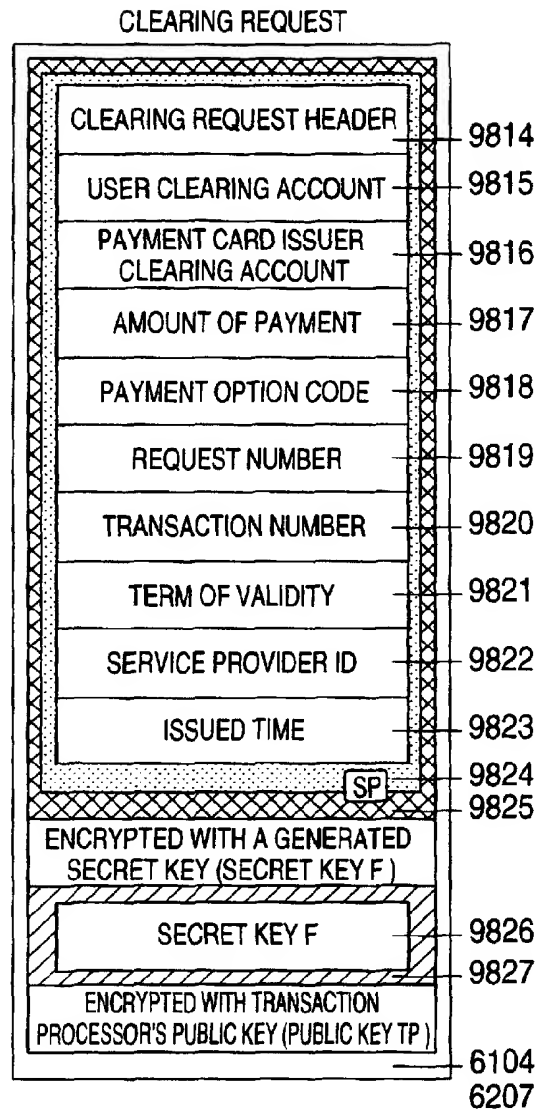 CLEARING REQUEST
CLEARING REQUEST HEADER 9814
USER CLEARING ACCOUNT 9815
PAYMENT CARD ISSUER
CLEARING ACCOUNT 9816
AMOUNT OF PAYMENT 9817
PAYMENT OPTION CODE 9818
REQUEST NUMBER 9819
TRANSACTION NUMBER 9820
TERM OF VALIDITY 9821
SERVICE PROVIDER ID 9822
ISSUED TIME 9823
SP 9824
9825
ENCRYPTED WITH A GENERATED
SECRET KEY (SECRET KEY F)
SECRET KEY F 9826
9827
ENCRYPTED WITH TRANSACTION
PROCESSOR'S PUBLIC KEY (PUBLIC KEY TP)
6104
6207